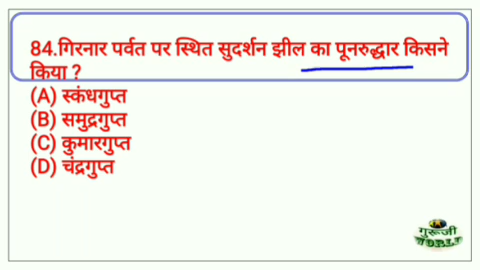 84.गिरनार पर्वत पर स्थित सुदर्शन झील का पूनरुद्धार किसने
किया ?
(A) स्कंधगुप्त
(B) समुद्रगुप्त
(C) कुमारगुप्त
(D) चंद्रगुप्त
गुरूजी
WORLD